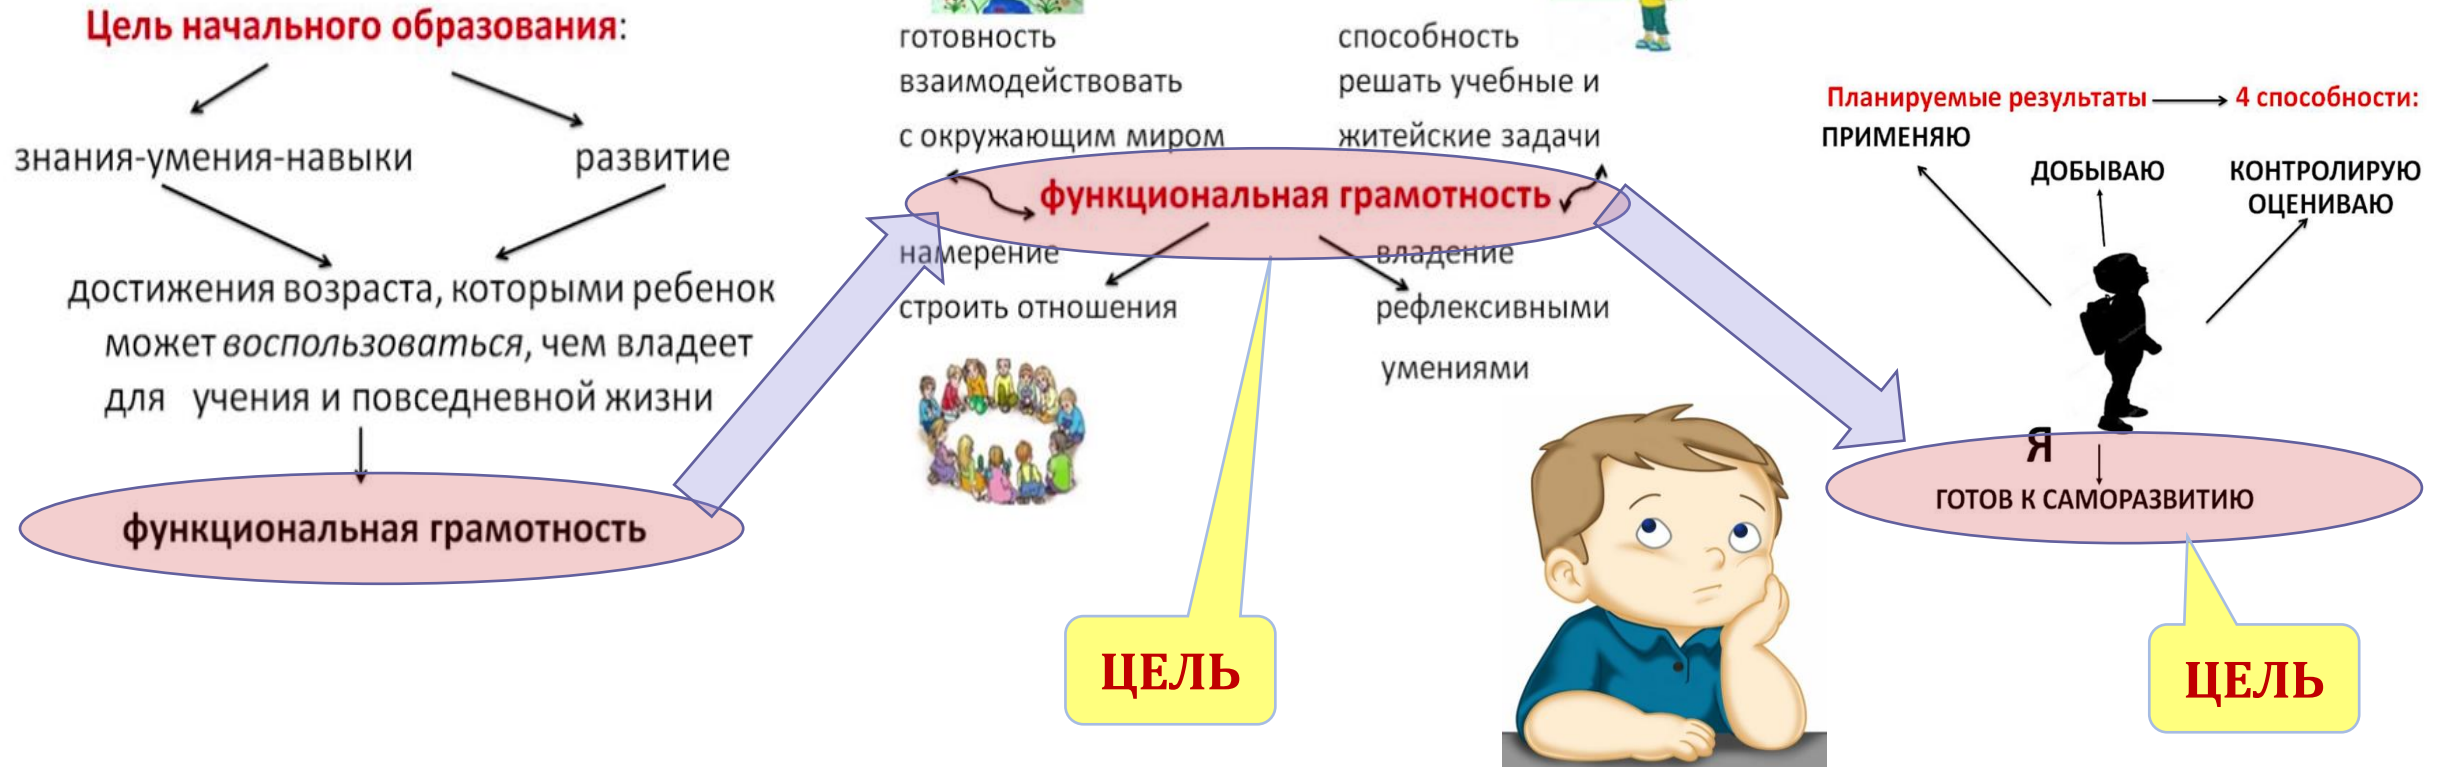 Цель начального образования:
знания-умения-навыки
развитие
достижения возраста, которыми ребенок
может воспользоваться, чем владеет
для учения и повседневной жизни
функциональная грамотность
готовность
взаимодействовать
с окружающим миром
способность
решать учебные и
житейские задачи
функциональная грамотность
намерение
строить отношения
владение
рефлексивными
умениями
ЦЕЛЬ
Планируемые результаты
4 способности:
ПРИМЕНЯЮ
ДОБЫВАЮ
КОНТРОЛИРУЮ
ОЦЕНИВАЮ
Я
ГОТОВ К САМОРАЗВИТИЮ
ЦЕЛЬ